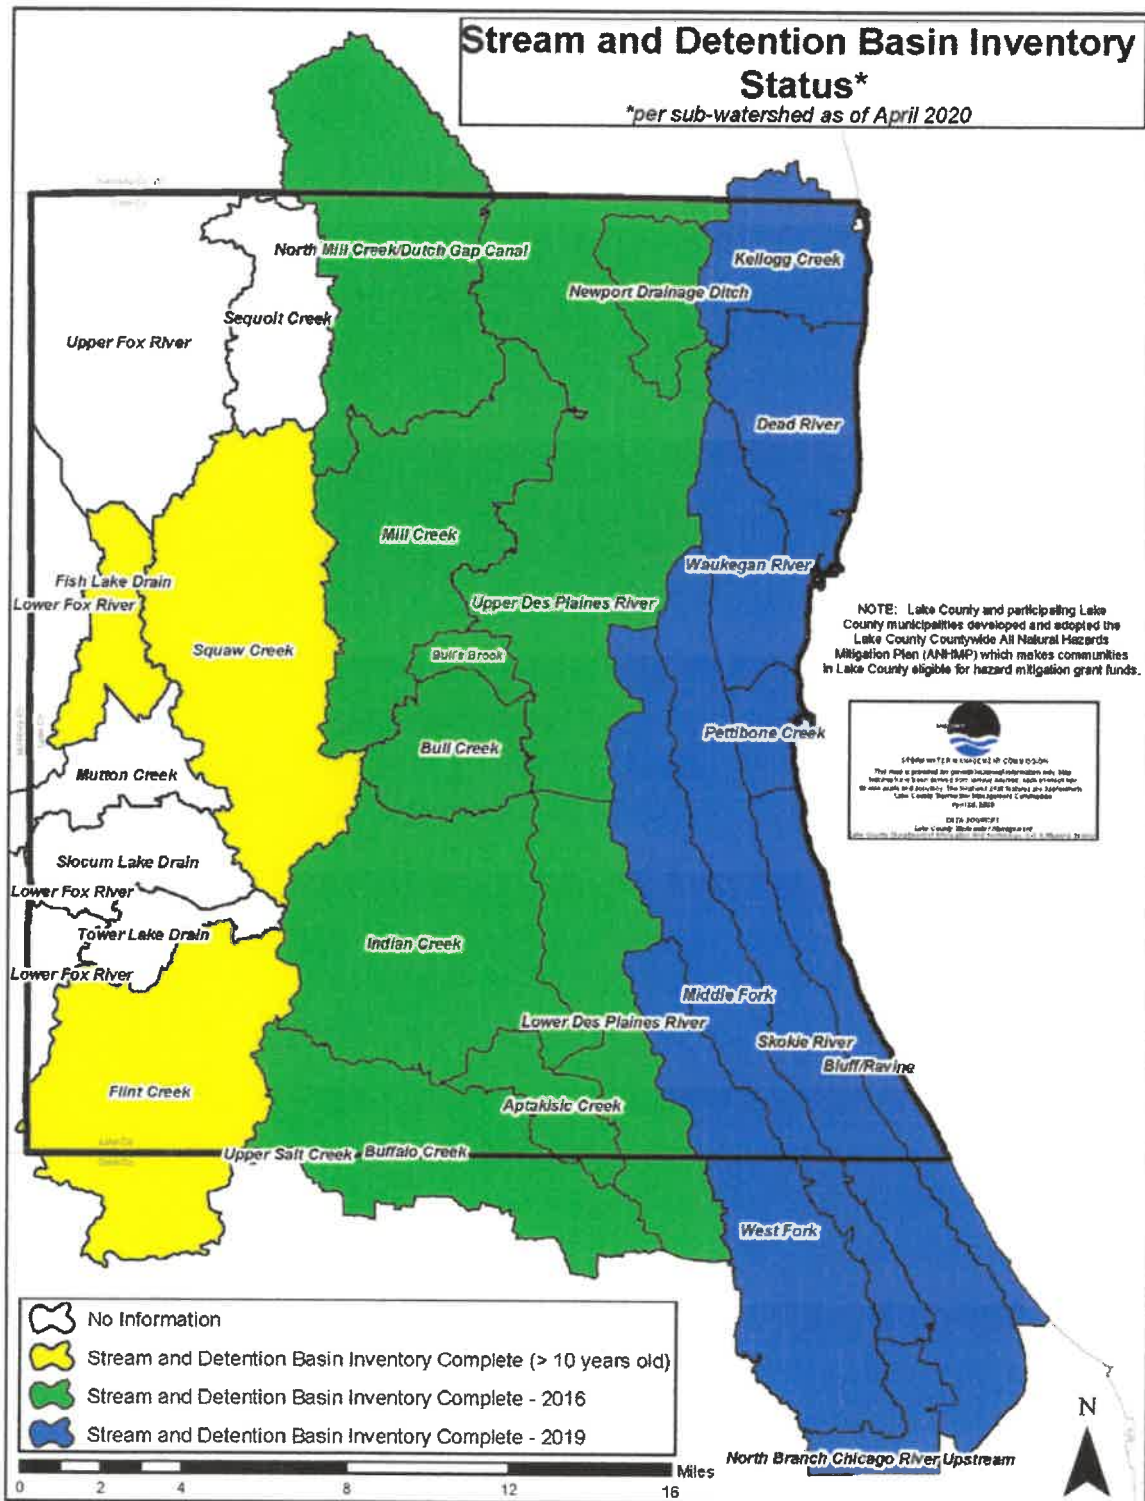 Stream and Detention Basin Inventory
Status*
*per sub-watershed as of April 2020
North Mill Creek/Dutch Gap Canal
Kellogg Creek
Newport Drainage Ditch
Sequoit Creek
Upper Fox River
Dead River
Mill Creek
Waukegan River
Fish Lake Drain
Lower Fox River
Upper Des Plaines River
NOTE: Lake County and participating Lake
County municipalities developed and adopted the
Lake County Countywide All Natural Hazards
Mitigation Plan (ANHMP) which makes communities
in Lake County eligible for hazard mitigation grant funds.
Squaw Creek
Bull's Brook
Pettibone Creek
Bull Creek
Mutton Creek
STORMWATER MANAGEMENT COMMISSION
DATA SOURCES:
Slocum Lake Drain
Lower Fox River
Tower Lake Drain
Indian Creek
Lower Fox River
Middle Fork
Lower Des Plaines River
Skokie River
Bluff/Ravine
Flint Creek
Aptakisic Creek
Upper Salt Creek
Buffalo Creek
West Fork
No Information
Stream and Detention Basin Inventory Complete (> 10 years old)
Stream and Detention Basin Inventory Complete - 2016
Stream and Detention Basin Inventory Complete - 2019
N
North Branch Chicago River Upstream
Miles
0 2 4 8 12 16